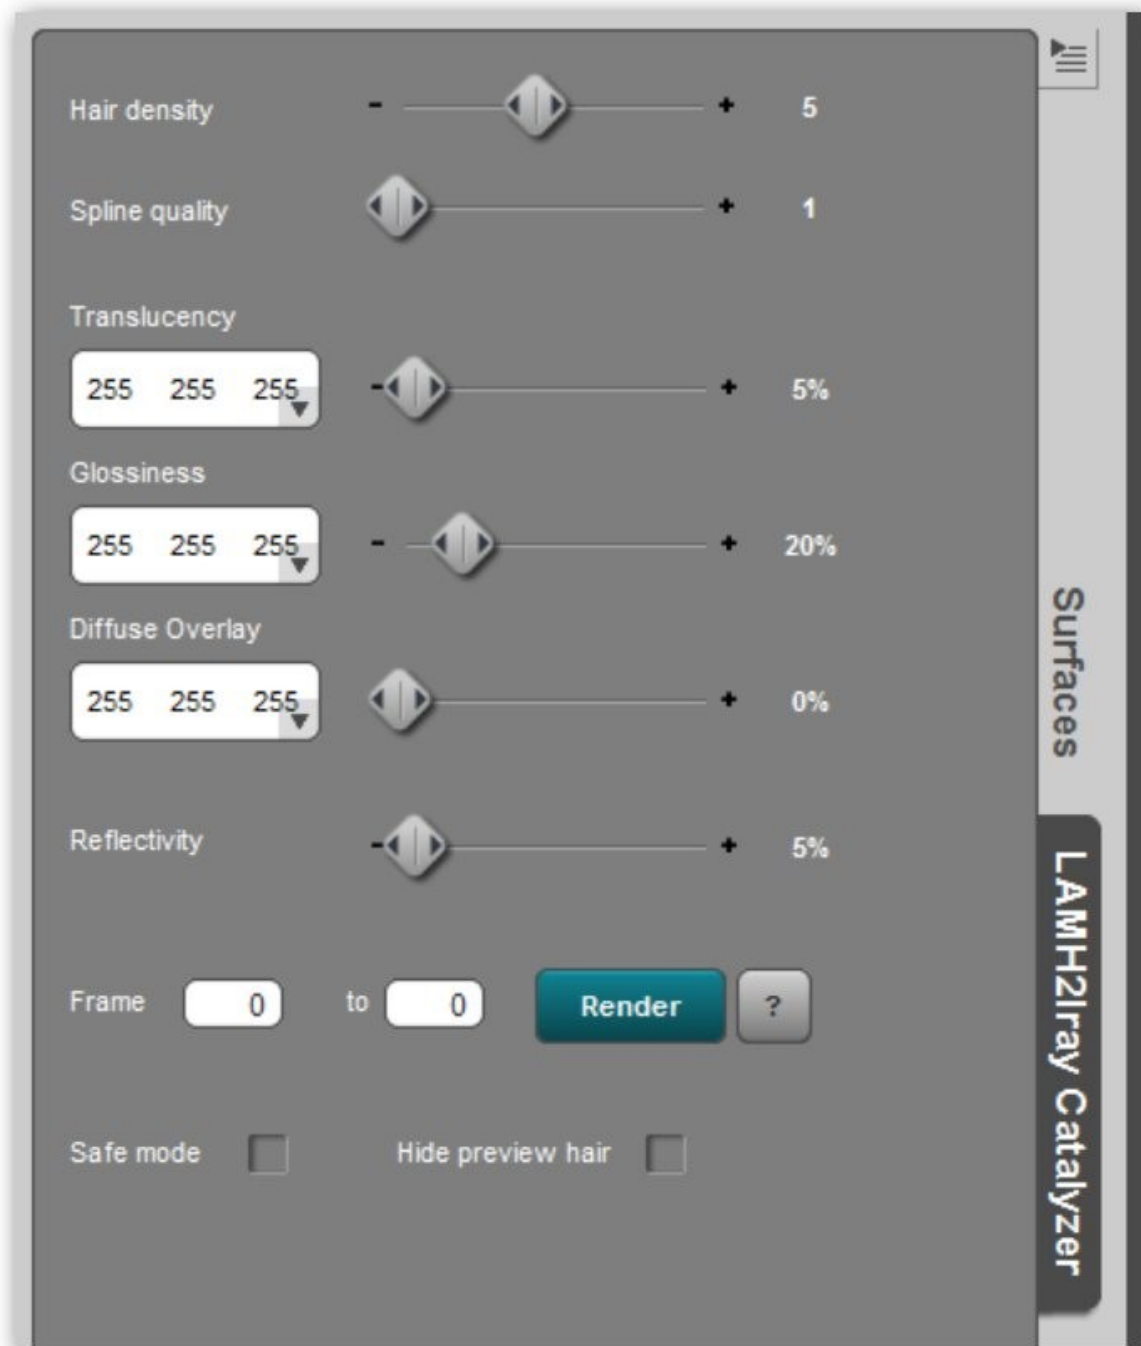 Hair density - + 5
Spline quality + 1
Translucency
255 255 255 - + 5%
Glossiness
255 255 255 - + 20%
Diffuse Overlay
255 255 255 + 0%
Reflectivity - + 5%
Frame 0 to 0 Render ?
Safe mode Hide preview hair
Surfaces
LAMH2Iray Catalyzer